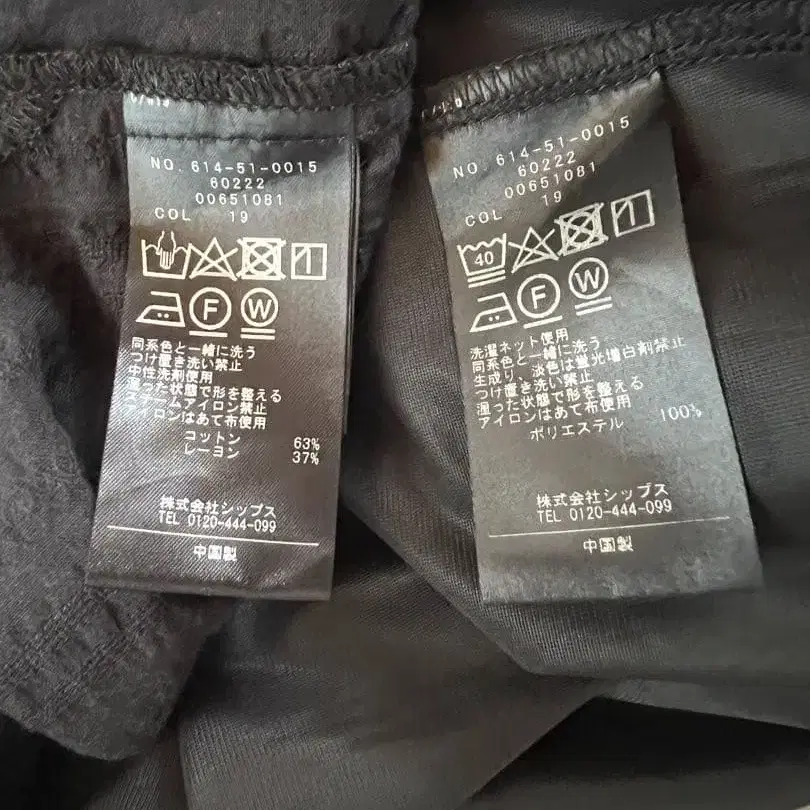 NO. 614-51-0015
60222
00651081
COL 19
F
W
同系色と一緒に洗う
つけ置き洗い禁止
中性洗剤使用
湿った状態で形を整える
スチームアイロン禁止
アイロンはあて布使用
コットン 63%
レーヨン 37%
株式会社シップス
TEL 0120-444-099
中国製
NO. 614-51-0015
60222
00651081
COL 19
40
F
W
洗濯ネット使用
同系色と一緒に洗う
生成り、淡色は蛍光増白剤禁止
つけ置き洗い禁止
湿った状態で形を整える
アイロンはあて布使用
ポリエステル 100%
株式会社シップス
TEL 0120-444-099
中国製